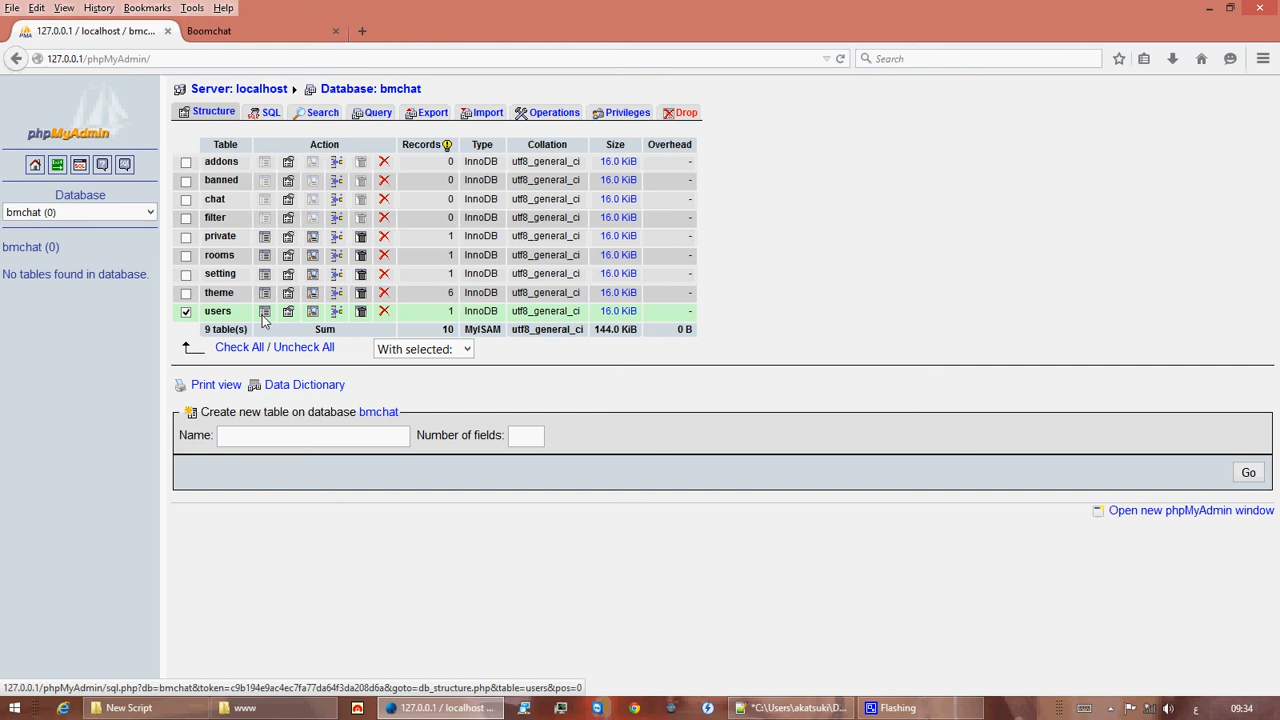 File Edit View History Bookmarks Tools Help
127.0.0.1 / localhost / bmc... Boomchat
127.0.0.1/phpMyAdmin/ Search
phpMyAdmin
Database
bmchat (0)
bmchat (0)
No tables found in database.
Server: localhost Database: bmchat
Structure SQL Search Query Export Import Operations Privileges Drop
Table Action Records Type Collation Size Overhead
addons 0 InnoDB utf8_general_ci 16.0 KiB -
banned 0 InnoDB utf8_general_ci 16.0 KiB -
chat 0 InnoDB utf8_general_ci 16.0 KiB -
filter 0 InnoDB utf8_general_ci 16.0 KiB -
private 1 InnoDB utf8_general_ci 16.0 KiB -
rooms 1 InnoDB utf8_general_ci 16.0 KiB -
setting 1 InnoDB utf8_general_ci 16.0 KiB -
theme 6 InnoDB utf8_general_ci 16.0 KiB -
users 1 InnoDB utf8_general_ci 16.0 KiB -
9 table(s) Sum 10 MyISAM utf8_general_ci 144.0 KiB 0 B
Check All / Uncheck All With selected:
Print view Data Dictionary
Create new table on database bmchat
Name: Number of fields:
Go
Open new phpMyAdmin window
127.0.0.1/phpMyAdmin/sql.php?db=bmchat&token=c9b194e9ac4ec7fa77da64f3da208d6a&goto=db_structure.php&table=users&pos=0
New Script www 127.0.0.1 / localhost ... *C:\Users\akatsuki\D... Flashing ع 09:34